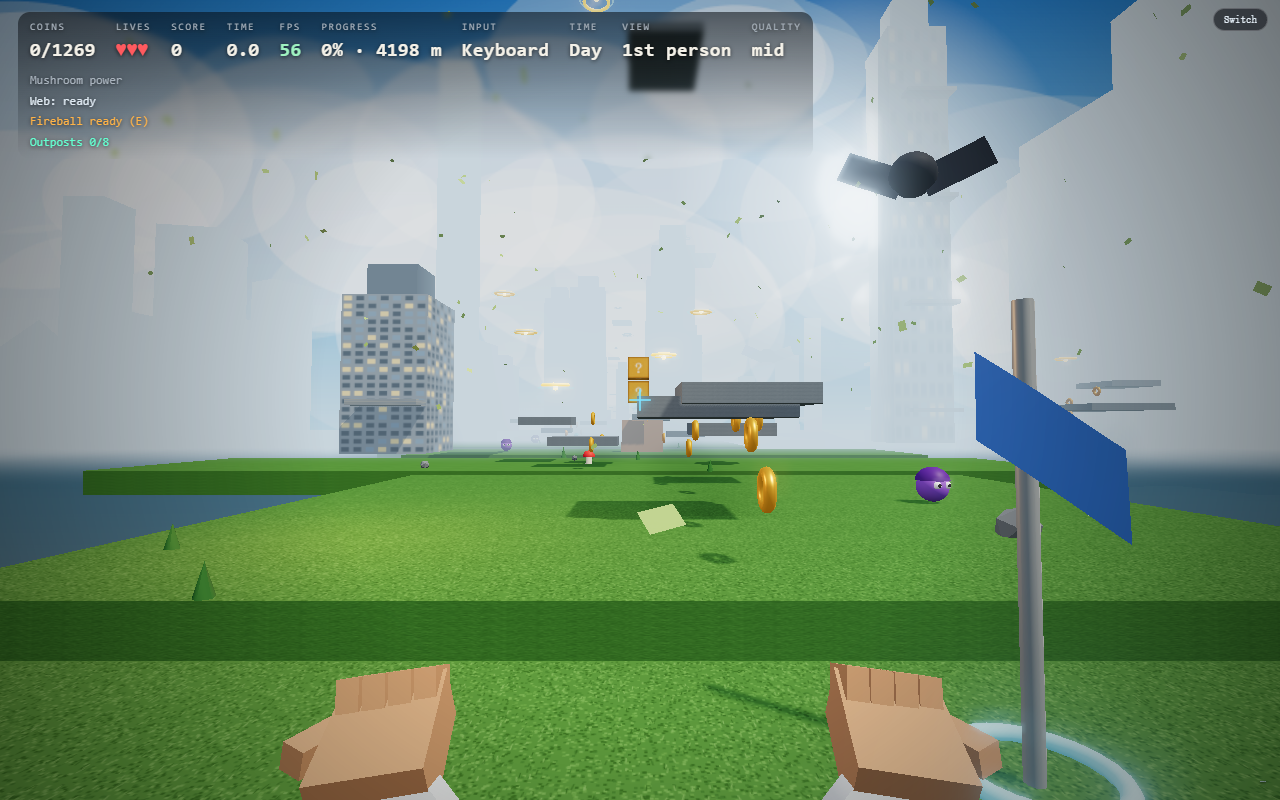 COINS LIVES SCORE TIME FPS PROGRESS INPUT TIME VIEW QUALITY
0/1269 ♥♥♥ 0 0.0 56 0% · 4198 m Keyboard Day 1st person mid
Mushroom power
Web: ready
Fireball ready (E)
Outposts 0/8
Switch
?
?